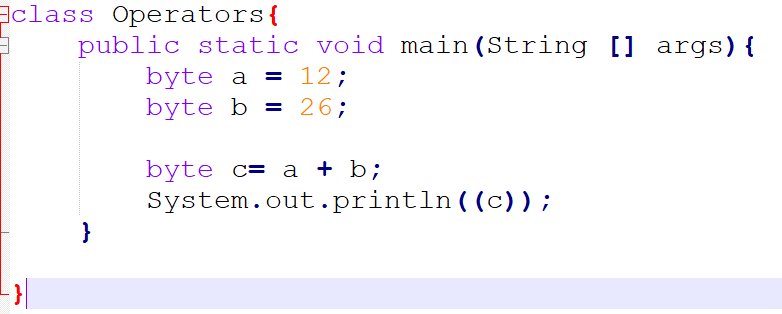 class Operators{
public static void main(String [] args){
byte a = 12;
byte b = 26;
byte c= a + b;
System.out.println((c));
}
}